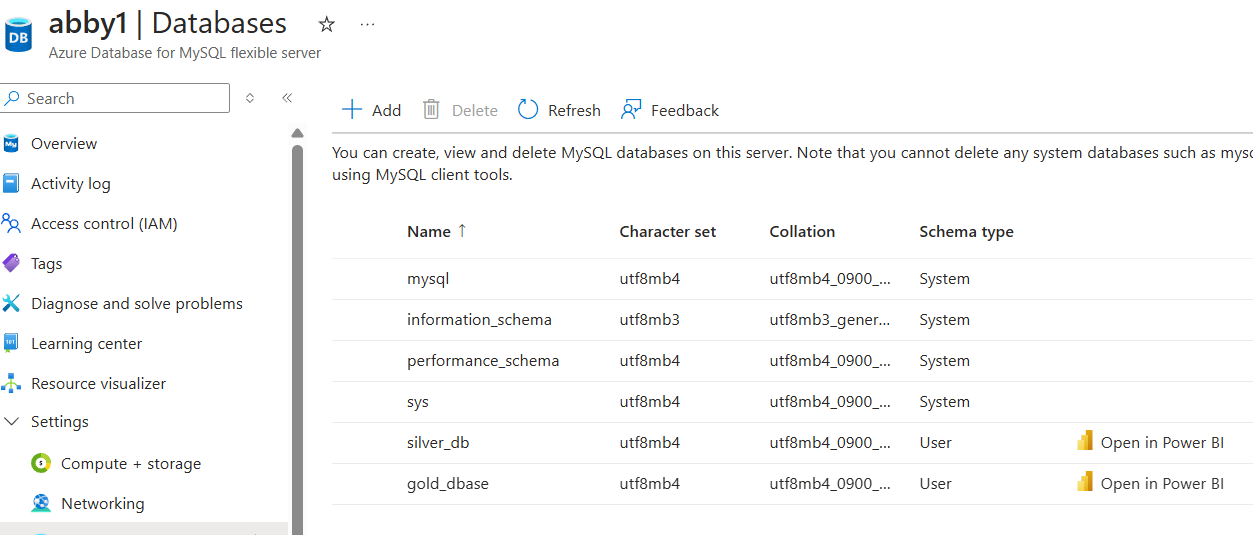 abby1 | Databases
Azure Database for MySQL flexible server
DB
Search
Add
Delete
Refresh
Feedback
Overview
Activity log
Access control (IAM)
Tags
Diagnose and solve problems
Learning center
Resource visualizer
Settings
Compute + storage
Networking
You can create, view and delete MySQL databases on this server. Note that you cannot delete any system databases such as
using MySQL client tools.
Name ↑ Character set Collation Schema type
mysql utf8mb4 utf8mb4_0900_... System
information_schema utf8mb3 utf8mb3_gener... System
performance_schema utf8mb4 utf8mb4_0900_... System
sys utf8mb4 utf8mb4_0900_... System
silver_db utf8mb4 utf8mb4_0900_... User Open in Power BI
gold_dbase utf8mb4 utf8mb4_0900_... User Open in Power BI